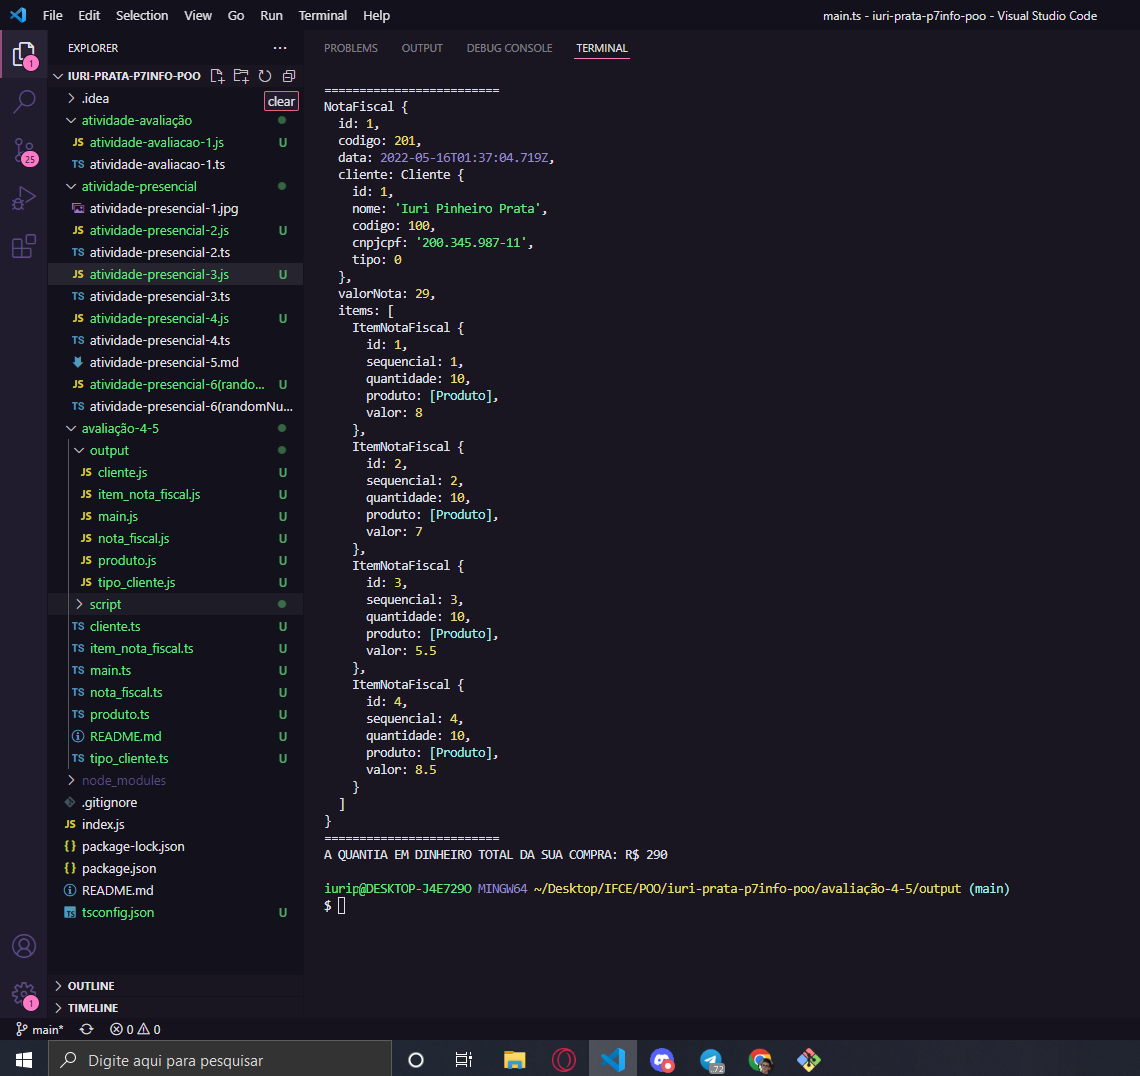 File Edit Selection View Go Run Terminal Help
main.ts - iuri-prata-p7info-poo - Visual Studio Code
1
25
1
EXPLORER
IURI-PRATA-P7INFO-POO
.idea
clear
atividade-avaliação
JS atividade-avaliacao-1.js U
TS atividade-avaliacao-1.ts
atividade-presencial
atividade-presencial-1.jpg
JS atividade-presencial-2.js U
TS atividade-presencial-2.ts
JS atividade-presencial-3.js U
TS atividade-presencial-3.ts
JS atividade-presencial-4.js U
TS atividade-presencial-4.ts
atividade-presencial-5.md
JS atividade-presencial-6(rando... U
TS atividade-presencial-6(randomNu...
avaliação-4-5
output
JS cliente.js U
JS item_nota_fiscal.js U
JS main.js U
JS nota_fiscal.js U
JS produto.js U
JS tipo_cliente.js U
script
TS cliente.ts U
TS item_nota_fiscal.ts U
TS main.ts U
TS nota_fiscal.ts U
TS produto.ts U
README.md U
TS tipo_cliente.ts U
node_modules
.gitignore
JS index.js
{} package-lock.json
{} package.json
README.md
TS tsconfig.json U
OUTLINE
TIMELINE
PROBLEMS OUTPUT DEBUG CONSOLE TERMINAL
=========================
NotaFiscal {
id: 1,
codigo: 201,
data: 2022-05-16T01:37:04.719Z,
cliente: Cliente {
id: 1,
nome: 'Iuri Pinheiro Prata',
codigo: 100,
cnpjcpf: '200.345.987-11',
tipo: 0
},
valorNota: 29,
items: [
ItemNotaFiscal {
id: 1,
sequencial: 1,
quantidade: 10,
produto: [Produto],
valor: 8
},
ItemNotaFiscal {
id: 2,
sequencial: 2,
quantidade: 10,
produto: [Produto],
valor: 7
},
ItemNotaFiscal {
id: 3,
sequencial: 3,
quantidade: 10,
produto: [Produto],
valor: 5.5
},
ItemNotaFiscal {
id: 4,
sequencial: 4,
quantidade: 10,
produto: [Produto],
valor: 8.5
}
]
}
=========================
A QUANTIA EM DINHEIRO TOTAL DA SUA COMPRA: R$ 290
iurip@DESKTOP-J4E729O MINGW64 ~/Desktop/IFCE/POO/iuri-prata-p7info-poo/avaliação-4-5/output (main)
$
main* 0 0
Digite aqui para pesquisar
72